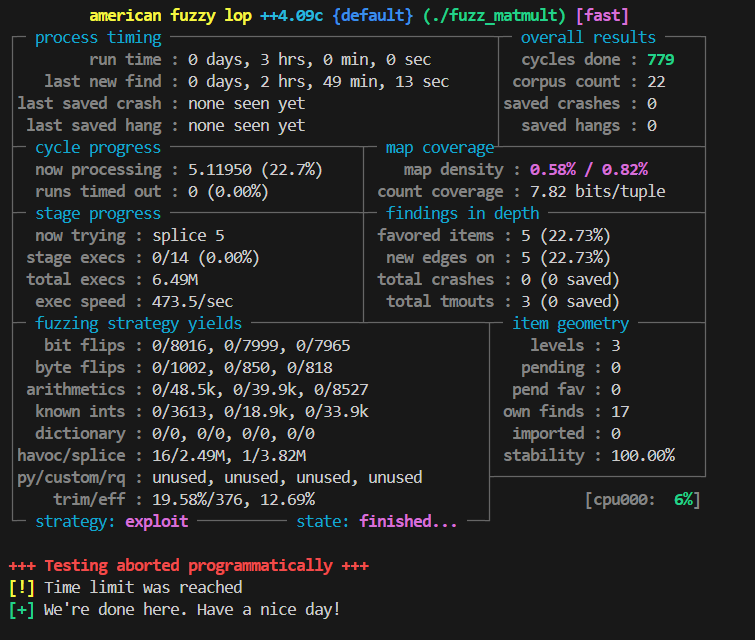 american fuzzy lop ++4.09c {default} (./fuzz_matmult) [fast]
process timing overall results
run time : 0 days, 3 hrs, 0 min, 0 sec cycles done : 779
last new find : 0 days, 2 hrs, 49 min, 13 sec corpus count : 22
last saved crash : none seen yet saved crashes : 0
last saved hang : none seen yet saved hangs : 0
cycle progress map coverage
now processing : 5.11950 (22.7%) map density : 0.58% / 0.82%
runs timed out : 0 (0.00%) count coverage : 7.82 bits/tuple
stage progress findings in depth
now trying : splice 5 favored items : 5 (22.73%)
stage execs : 0/14 (0.00%) new edges on : 5 (22.73%)
total execs : 6.49M total crashes : 0 (0 saved)
exec speed : 473.5/sec total tmouts : 3 (0 saved)
fuzzing strategy yields item geometry
bit flips : 0/8016, 0/7999, 0/7965 levels : 3
byte flips : 0/1002, 0/850, 0/818 pending : 0
arithmetics : 0/48.5k, 0/39.9k, 0/8527 pend fav : 0
known ints : 0/3613, 0/18.9k, 0/33.9k own finds : 17
dictionary : 0/0, 0/0, 0/0, 0/0 imported : 0
havoc/splice : 16/2.49M, 1/3.82M stability : 100.00%
py/custom/rq : unused, unused, unused, unused
trim/eff : 19.58%/376, 12.69% [cpu000: 6%]
strategy: exploit state: finished...
+++ Testing aborted programmatically +++
[!] Time limit was reached
[+] We're done here. Have a nice day!